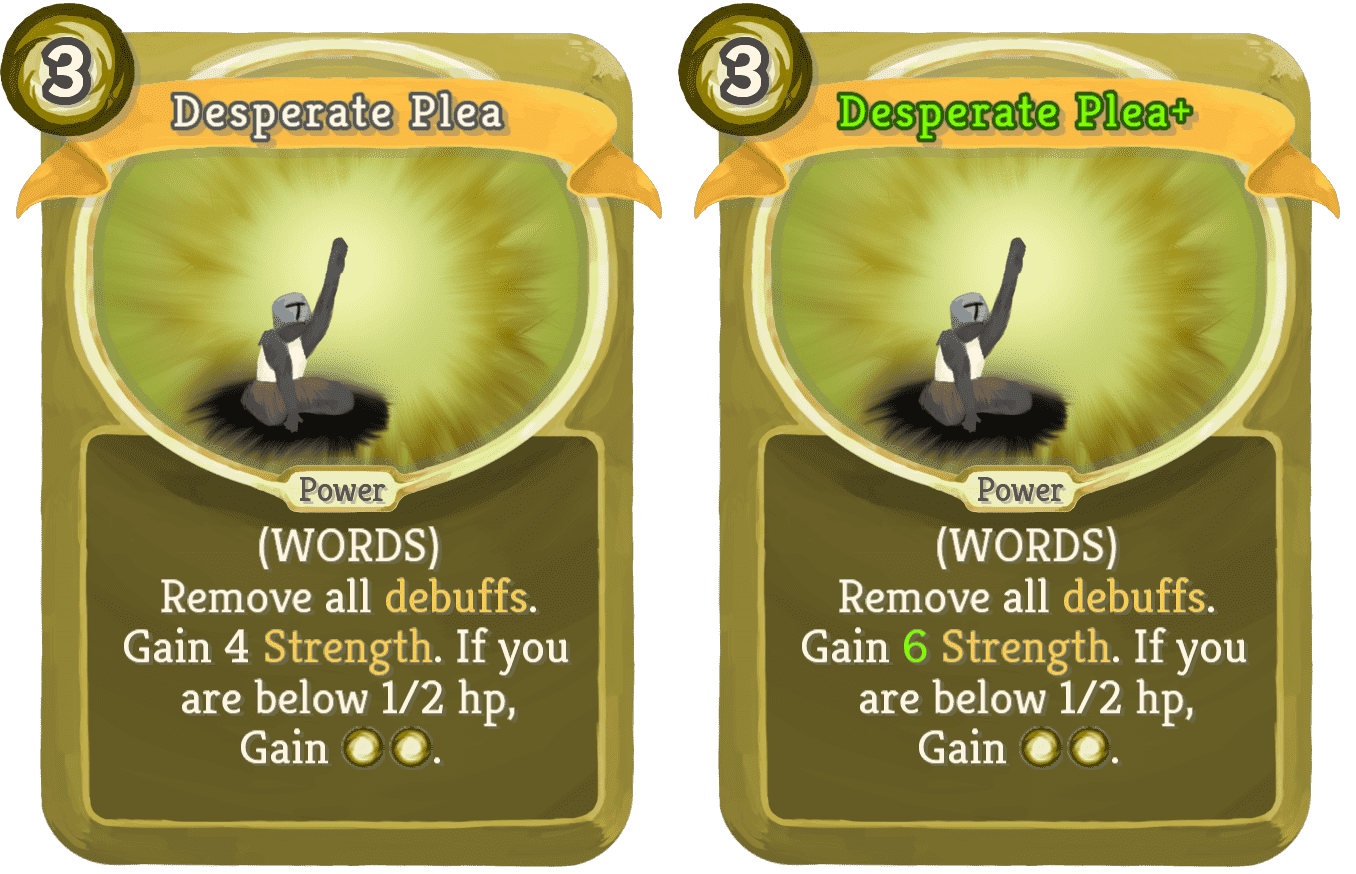 3
Desperate Plea
Power
(WORDS)
Remove all debuffs.
Gain 4 Strength. If you
are below 1/2 hp,
Gain .
3
Desperate Plea+
Power
(WORDS)
Remove all debuffs.
Gain 6 Strength. If you
are below 1/2 hp,
Gain .